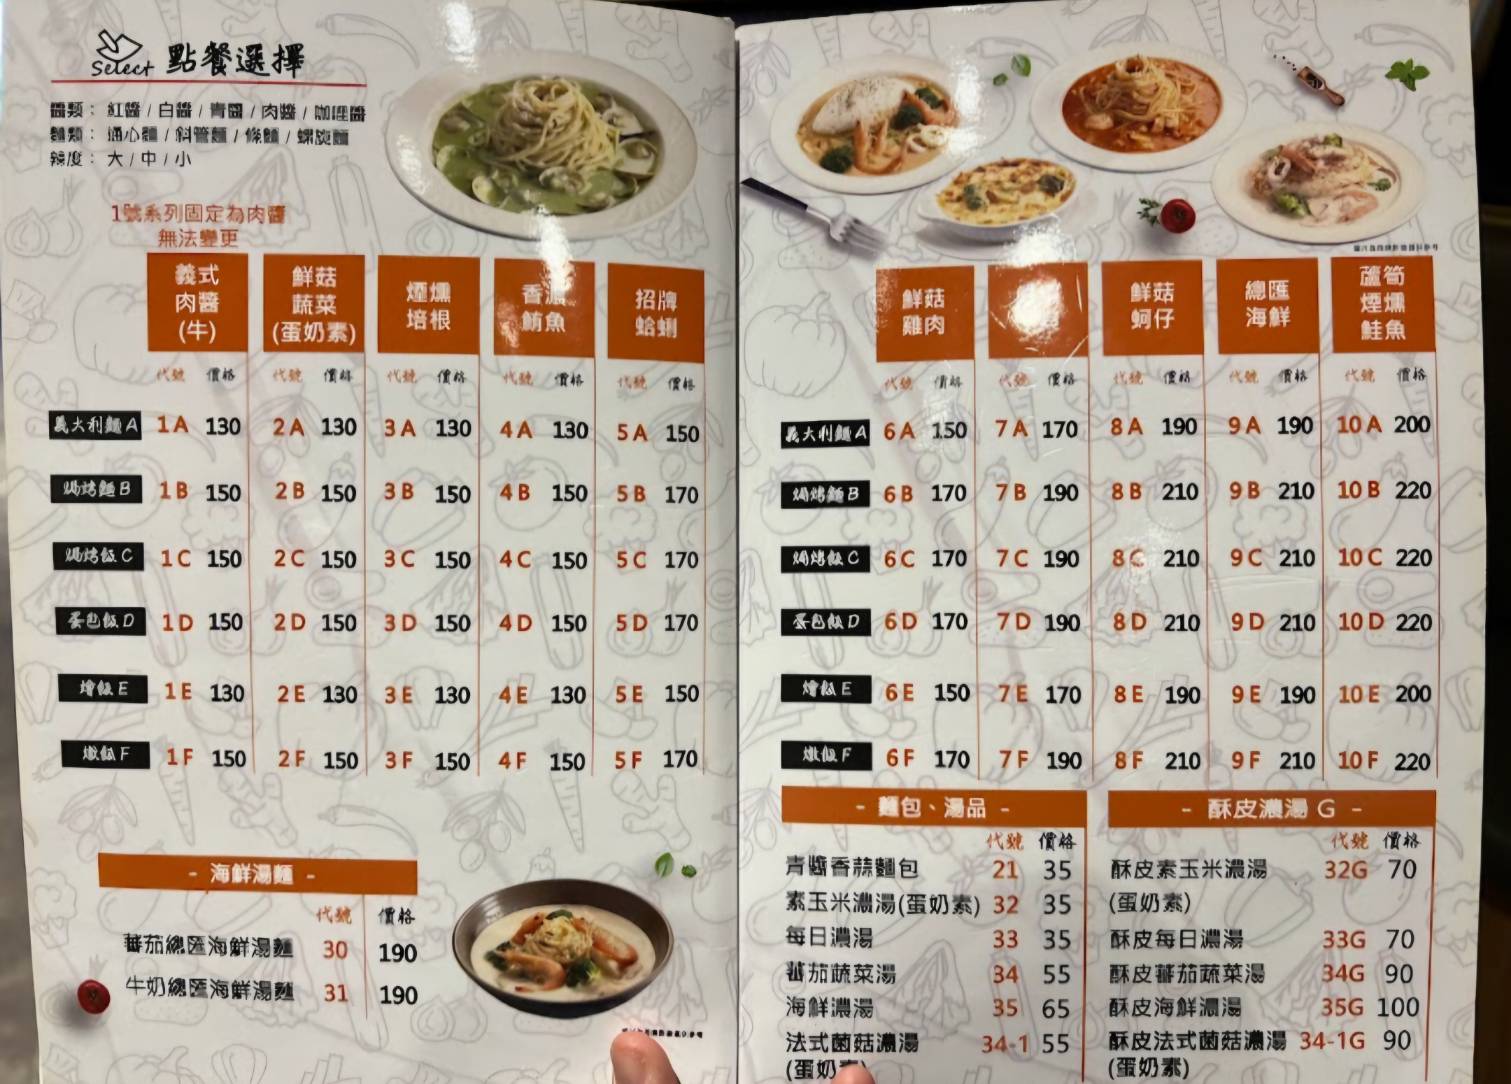 Select 點餐選擇
醬類： 紅醬 / 白醬 / 青醬 / 肉醬 / 咖哩醬
麵類： 通心麵 / 斜管麵 / 條麵 / 螺旋麵
辣度： 大 / 中 / 小
1號系列固定為肉醬
無法變更
義式肉醬(牛) 鮮菇蔬菜(蛋奶素) 煙燻培根 香濃鮪魚 招牌蛤蜊
代號 價格 代號 價格 代號 價格 代號 價格 代號 價格
義大利麵A 1A 130 2A 130 3A 130 4A 130 5A 150
焗烤麵B 1B 150 2B 150 3B 150 4B 150 5B 170
焗烤飯C 1C 150 2C 150 3C 150 4C 150 5C 170
蛋包飯D 1D 150 2D 150 3D 150 4D 150 5D 170
燴飯E 1E 130 2E 130 3E 130 4E 130 5E 150
燉飯F 1F 150 2F 150 3F 150 4F 150 5F 170
- 海鮮湯麵 -
代號 價格
蕃茄總匯海鮮湯麵 30 190
牛奶總匯海鮮湯麵 31 190
鮮菇雞肉 鮮菇蚵仔 總匯海鮮 蘆筍煙燻鮭魚
代號 價格 代號 價格 代號 價格 代號 價格 代號 價格
義大利麵A 6A 150 7A 170 8A 190 9A 190 10A 200
焗烤麵B 6B 170 7B 190 8B 210 9B 210 10B 220
焗烤飯C 6C 170 7C 190 8C 210 9C 210 10C 220
蛋包飯D 6D 170 7D 190 8D 210 9D 210 10D 220
燴飯E 6E 150 7E 170 8E 190 9E 190 10E 200
燉飯F 6F 170 7F 190 8F 210 9F 210 10F 220
- 麵包、湯品 -
代號 價格
青醬香蒜麵包 21 35
素玉米濃湯(蛋奶素) 32 35
每日濃湯 33 35
蕃茄蔬菜湯 34 55
海鮮濃湯 35 65
法式菌菇濃湯 34-1 55
(蛋奶素)
- 酥皮濃湯 G -
代號 價格
酥皮素玉米濃湯 32G 70
(蛋奶素)
酥皮每日濃湯 33G 70
酥皮蕃茄蔬菜湯 34G 90
酥皮海鮮濃湯 35G 100
酥皮法式菌菇濃湯 34-1G 90
(蛋奶素)